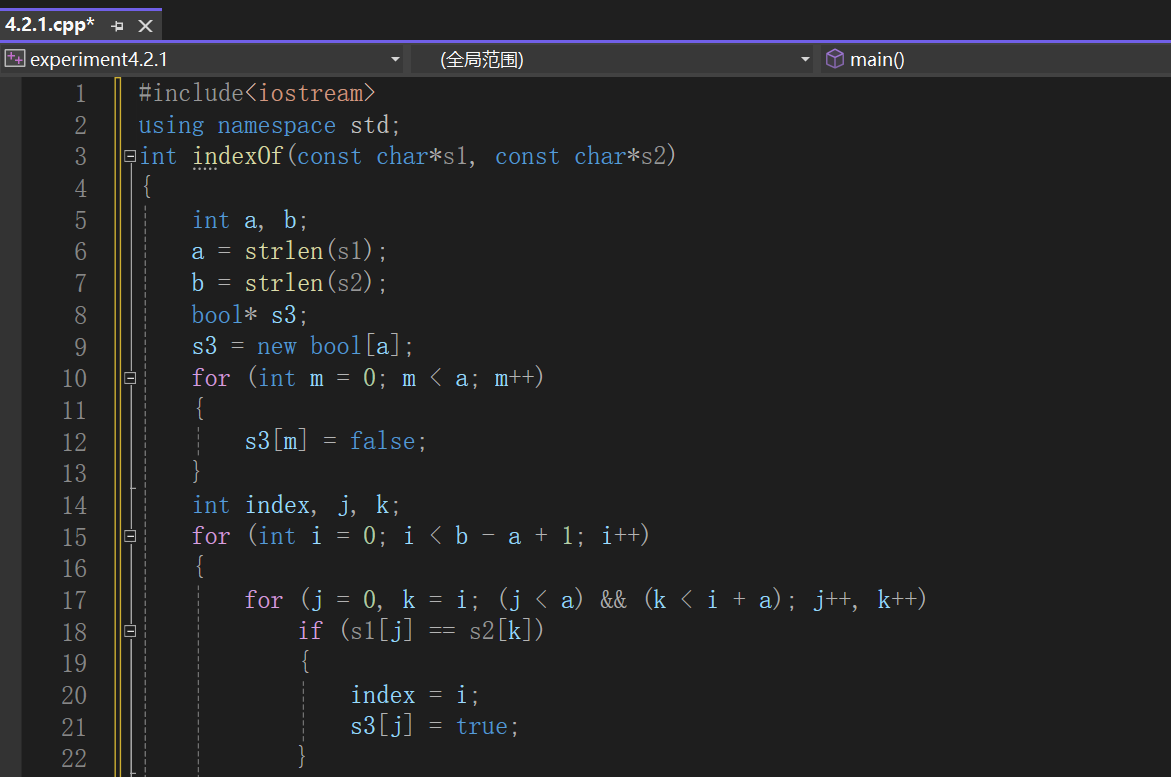 4.2.1.cpp*
experiment4.2.1 (全局范围) main()
1 #include<iostream>
2 using namespace std;
3 int indexOf(const char*s1, const char*s2)
4 {
5 int a, b;
6 a = strlen(s1);
7 b = strlen(s2);
8 bool* s3;
9 s3 = new bool[a];
10 for (int m = 0; m < a; m++)
11 {
12 s3[m] = false;
13 }
14 int index, j, k;
15 for (int i = 0; i < b - a + 1; i++)
16 {
17 for (j = 0, k = i; (j < a) && (k < i + a); j++, k++)
18 if (s1[j] == s2[k])
19 {
20 index = i;
21 s3[j] = true;
22 }